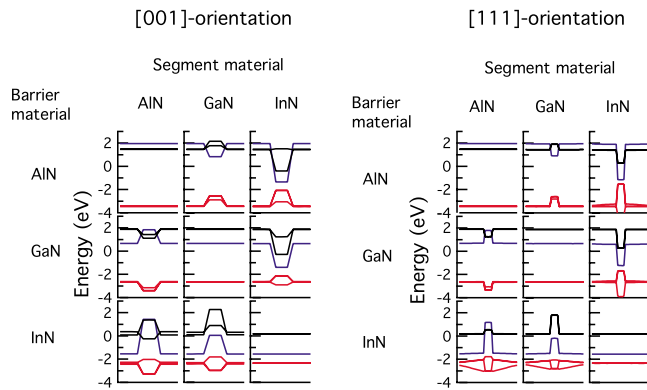 [001]-orientation
[111]-orientation
Segment material
Segment material
Barrier
material
AlN
GaN
InN
Barrier
material
AlN
GaN
InN
AlN
2
0
-2
-4
AlN
2
0
-2
-4
GaN
2
0
-2
-4
GaN
2
0
-2
-4
InN
2
0
-2
-4
InN
2
0
-2
-4
Energy (eV)
Energy (eV)